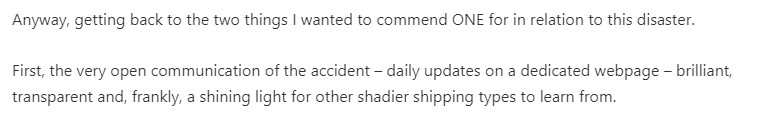 Anyway, getting back to the two things I wanted to commend ONE for in relation to this disaster.
First, the very open communication of the accident – daily updates on a dedicated webpage – brilliant,
transparent and, frankly, a shining light for other shadier shipping types to learn from.